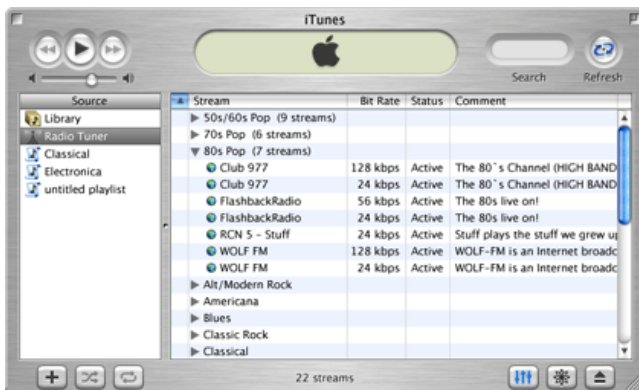 iTunes
Search Refresh
Source
Library
Radio Tuner
Classical
Electronica
untitled playlist
Stream Bit Rate Status Comment
50s/60s Pop (9 streams)
70s Pop (6 streams)
80s Pop (7 streams)
Club 977 128 kbps Active The 80`s Channel (HIGH BAND
Club 977 24 kbps Active The 80`s Channel (HIGH BAND
FlashbackRadio 56 kbps Active The 80s live on!
FlashbackRadio 24 kbps Active The 80s live on!
RCN 5 - Stuff 24 kbps Active Stuff plays the stuff we grew up
WOLF FM 128 kbps Active WOLF-FM is an Internet broadc
WOLF FM 24 kbps Active WOLF-FM is an Internet broadc
Alt/Modern Rock
Americana
Blues
Classic Rock
Classical
22 streams